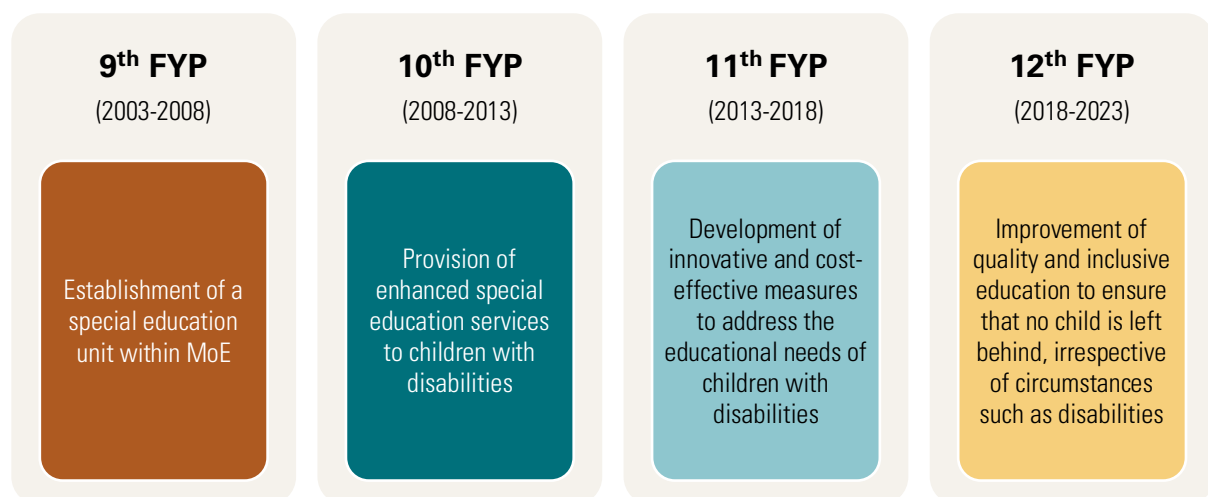 9th FYP
(2003-2008)
Establishment of a
special education
unit within MoE
10th FYP
(2008-2013)
Provision of
enhanced special
education services
to children with
disabilities
11th FYP
(2013-2018)
Development of
innovative and cost-
effective measures
to address the
educational needs of
children with
disabilities
12th FYP
(2018-2023)
Improvement of
quality and inclusive
education to ensure
that no child is left
behind, irrespective
of circumstances
such as disabilities